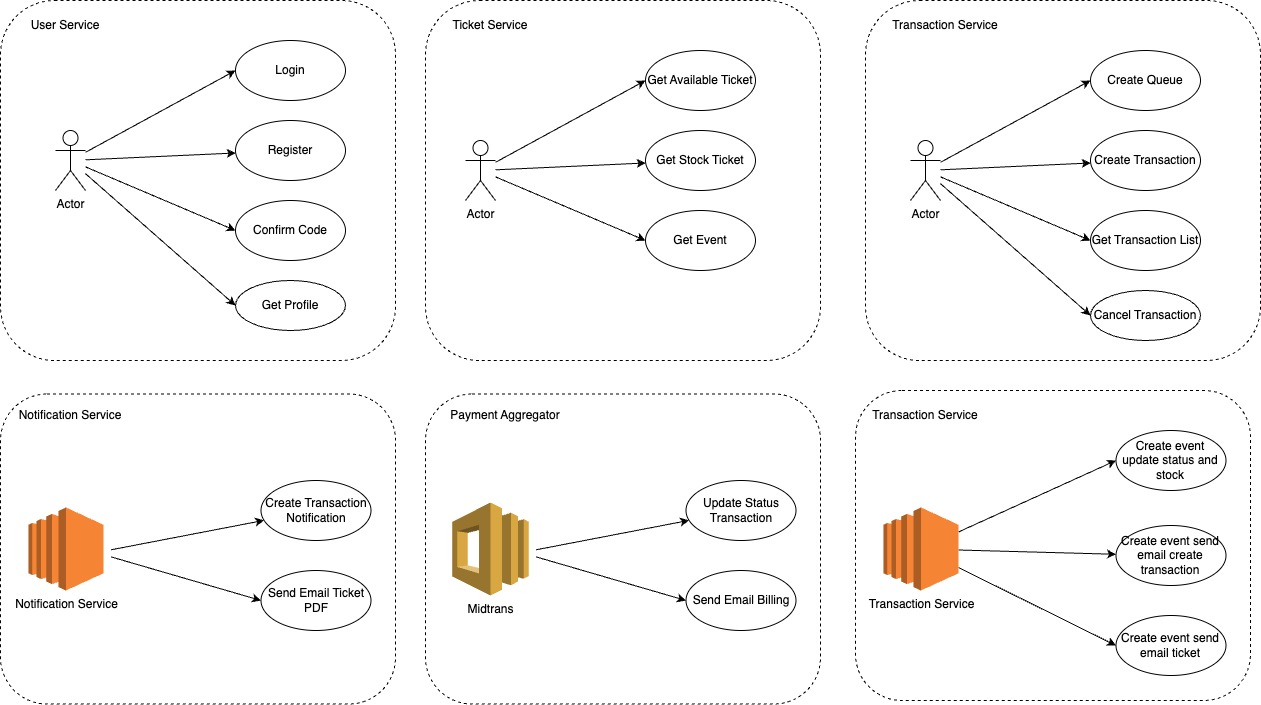 User Service
Login
Register
Confirm Code
Get Profile
Actor
Ticket Service
Get Available Ticket
Get Stock Ticket
Get Event
Actor
Transaction Service
Create Queue
Create Transaction
Get Transaction List
Cancel Transaction
Actor
Notification Service
Create Transaction
Notification
Send Email Ticket
PDF
Notification Service
Payment Aggregator
Update Status
Transaction
Send Email Billing
Midtrans
Transaction Service
Create event
update status and
stock
Create event send
email create
transaction
Create event send
email ticket
Transaction Service